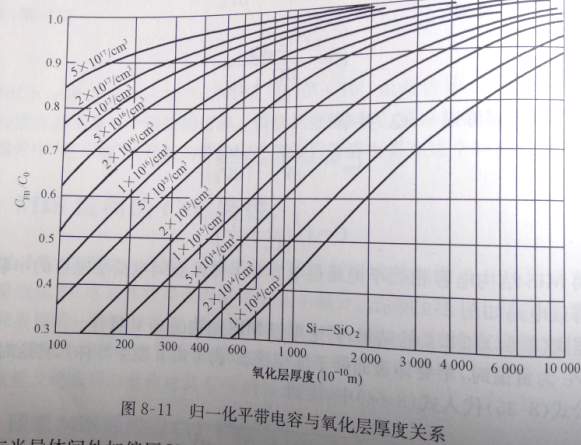 1.0
0.9
0.8
0.7
0.6
0.5
0.4
0.3
C_FB/C_0
5×10¹⁷/cm³
2×10¹⁷/cm³
1×10¹⁷/cm³
5×10¹⁶/cm³
2×10¹⁶/cm³
1×10¹⁶/cm³
5×10¹⁵/cm³
2×10¹⁵/cm³
1×10¹⁵/cm³
5×10¹⁴/cm³
2×10¹⁴/cm³
1×10¹⁴/cm³
Si—SiO₂
100 200 300 400 600 1 000 2 000 3 000 4 000 6 000 10 000
氧化层厚度(10⁻¹⁰m)
图 8-11 归一化平带电容与氧化层厚度关系